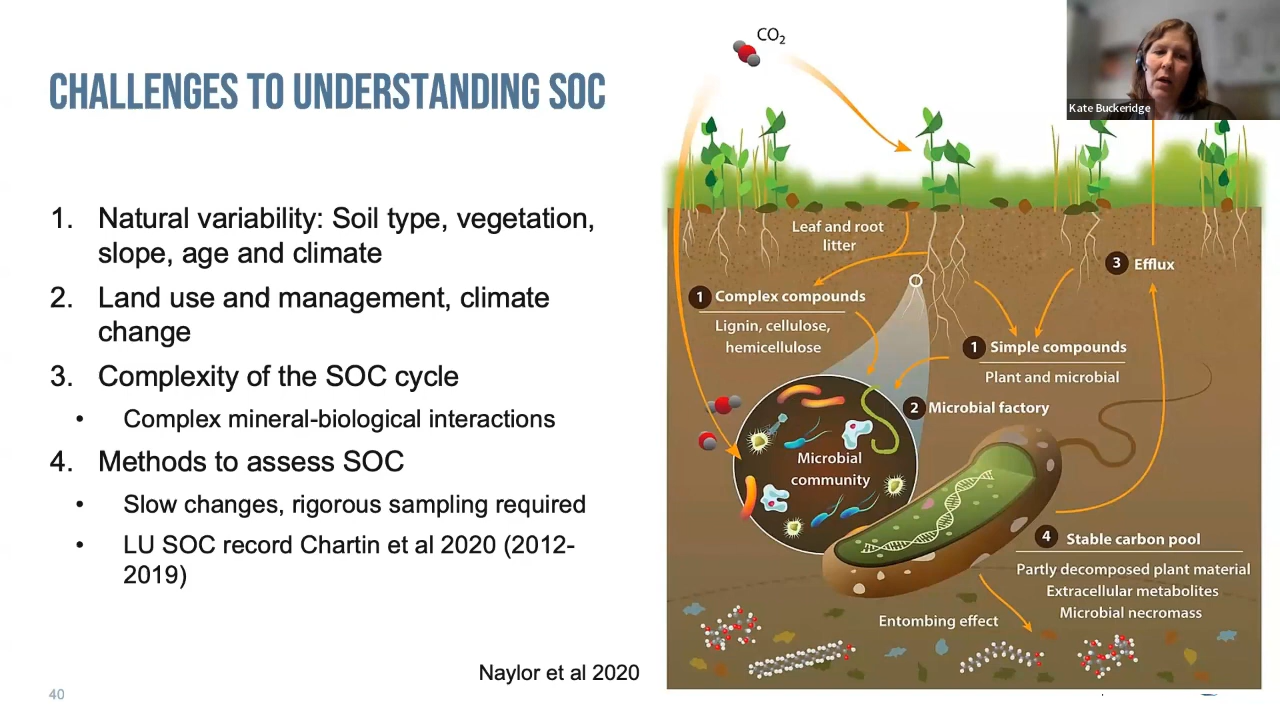 CHALLENGES TO UNDERSTANDING SOC
1. Natural variability: Soil type, vegetation,
slope, age and climate
2. Land use and management, climate
change
3. Complexity of the SOC cycle
• Complex mineral-biological interactions
4. Methods to assess SOC
• Slow changes, rigorous sampling required
• LU SOC record Chartin et al 2020 (2012-
2019)
Naylor et al 2020
40
CO₂
Kate Buckeridge
Leaf and root
litter
3 Efflux
1 Complex compounds
Lignin, cellulose,
hemicellulose
1 Simple compounds
Plant and microbial
2 Microbial factory
Microbial
community
4 Stable carbon pool
Partly decomposed plant material
Extracellular metabolites
Microbial necromass
Entombing effect